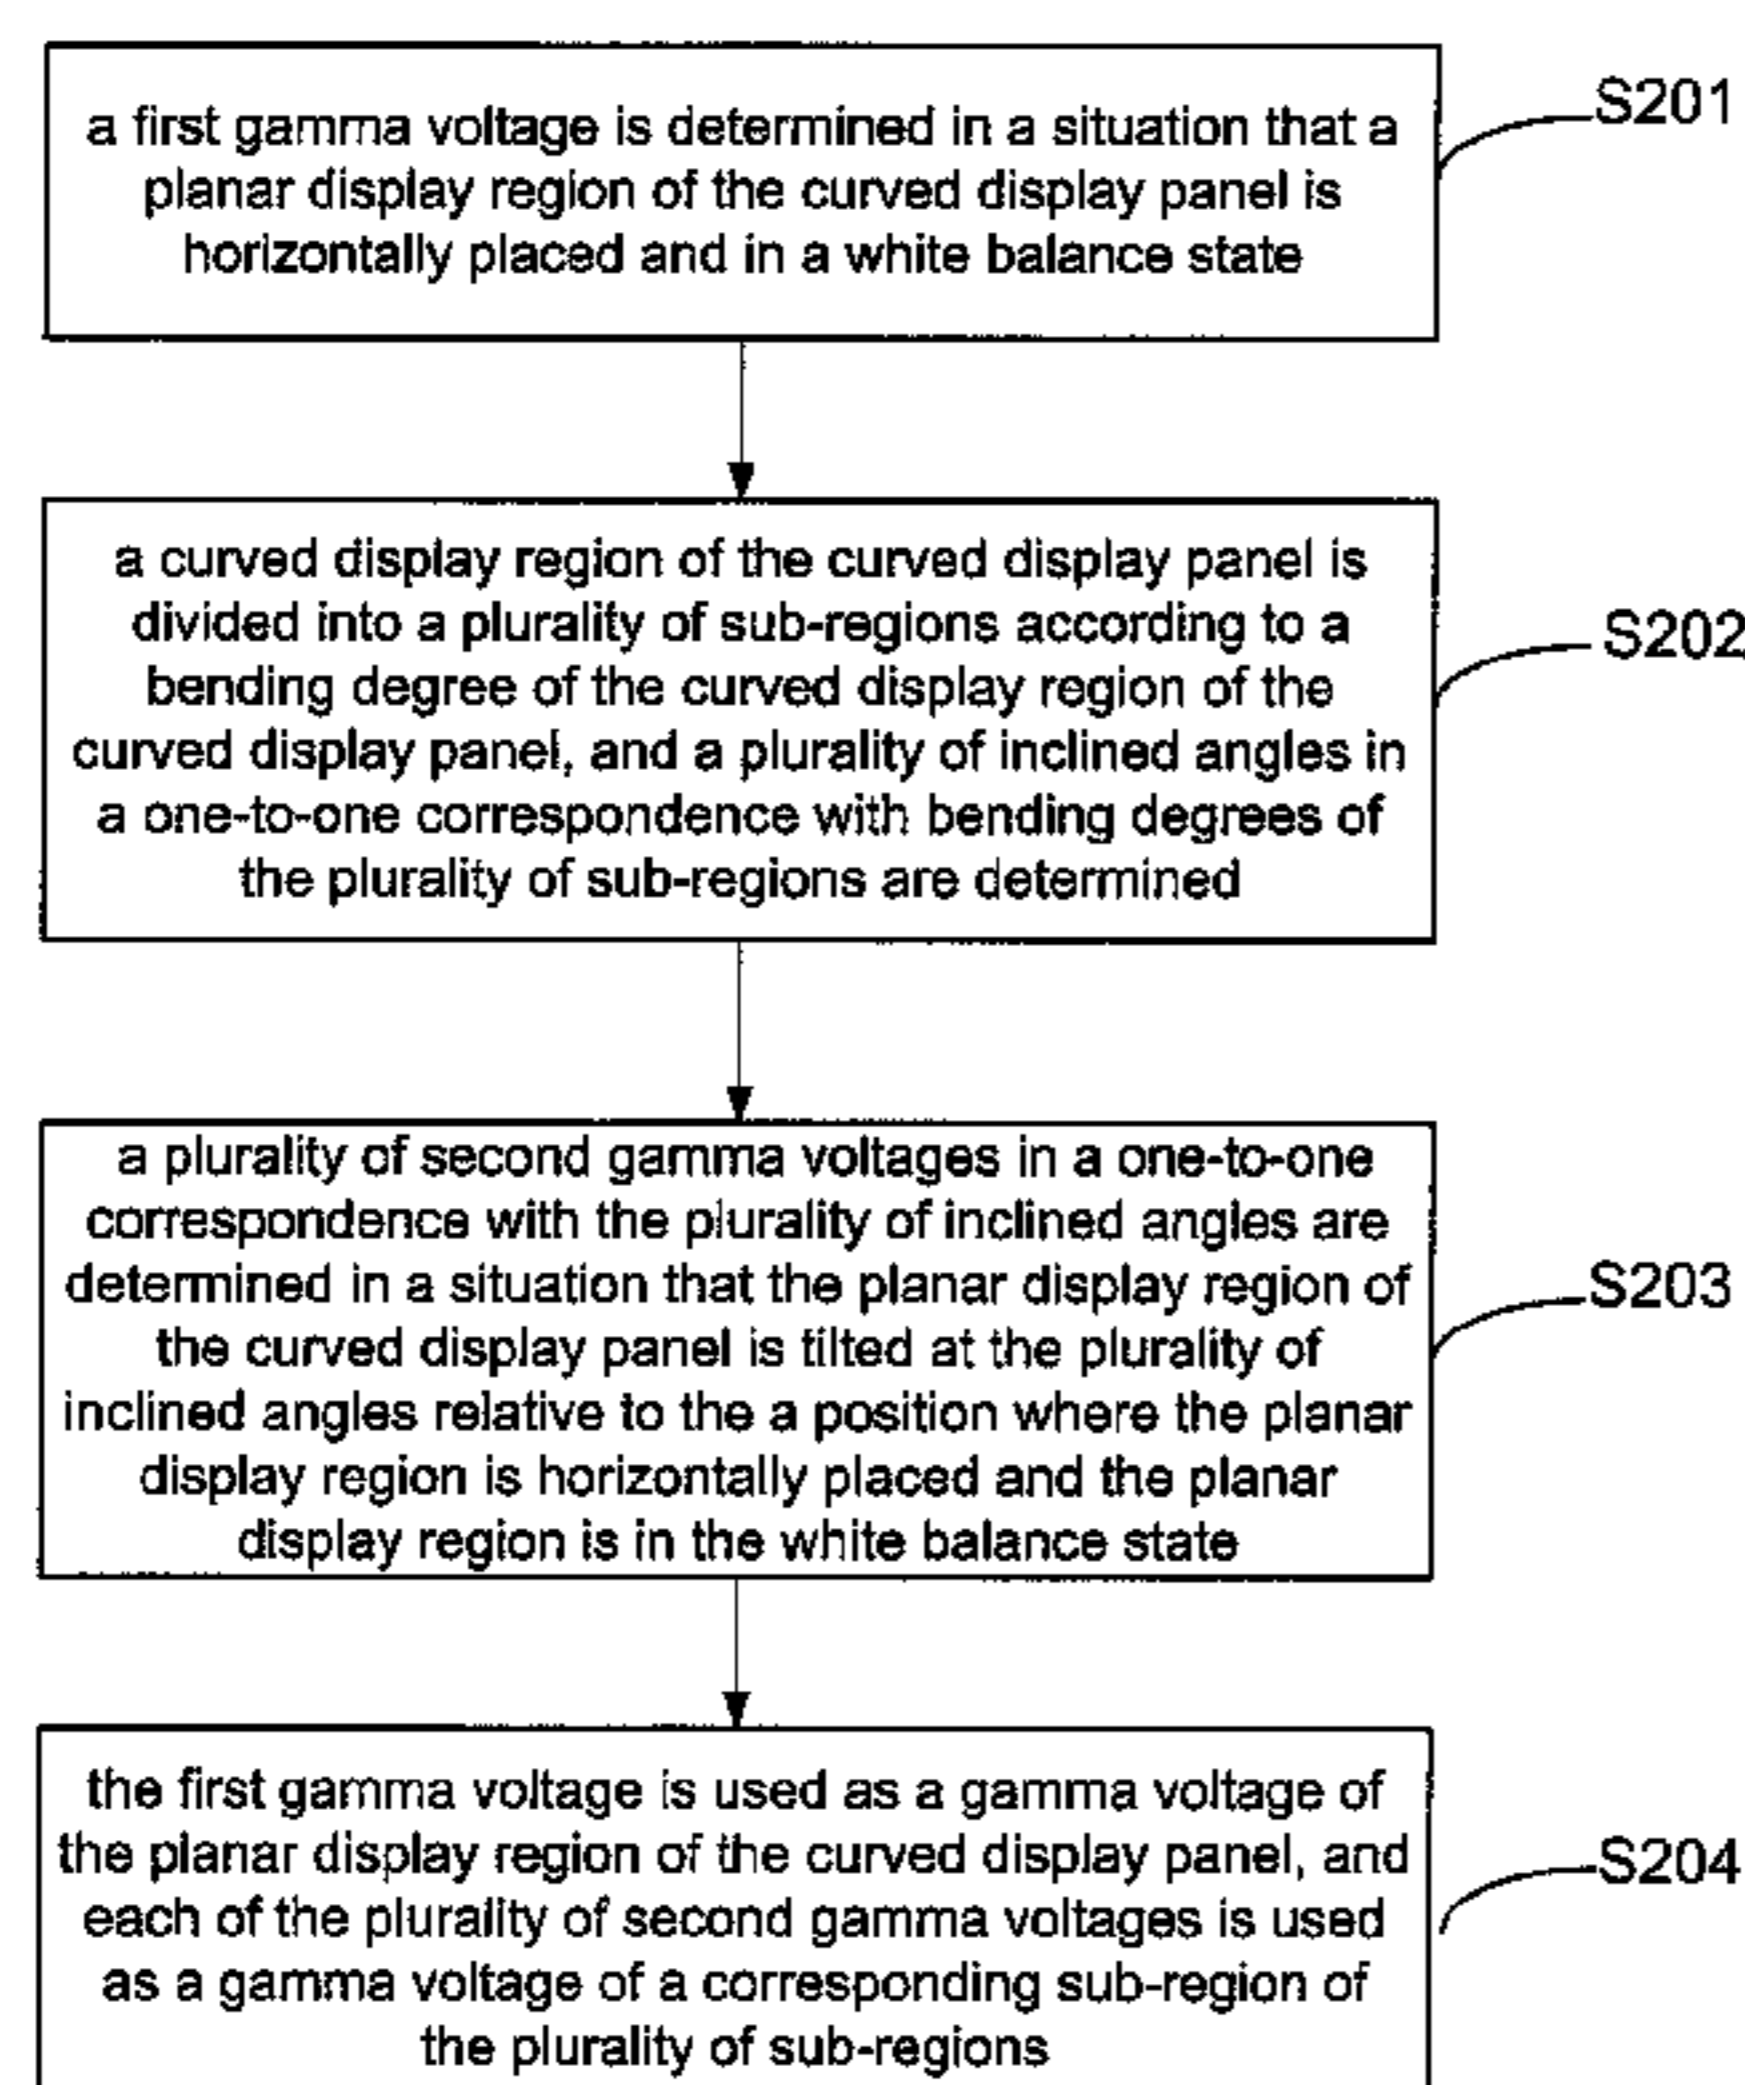 a first gamma voltage is determined in a situation that a
planar display region of the curved display panel is
horizontally placed and in a white balance state
S201
a curved display region of the curved display panel is
divided into a plurality of sub-regions according to a
bending degree of the curved display region of the
curved display panel, and a plurality of inclined angles in
a one-to-one correspondence with bending degrees of
the plurality of sub-regions are determined
S202
a plurality of second gamma voltages in a one-to-one
correspondence with the plurality of inclined angles are
determined in a situation that the planar display region of
the curved display panel is tilted at the plurality of
inclined angles relative to the a position where the planar
display region is horizontally placed and the planar
display region is in the white balance state
S203
the first gamma voltage is used as a gamma voltage of
the planar display region of the curved display panel, and
each of the plurality of second gamma voltages is used
as a gamma voltage of a corresponding sub-region of
the plurality of sub-regions
S204